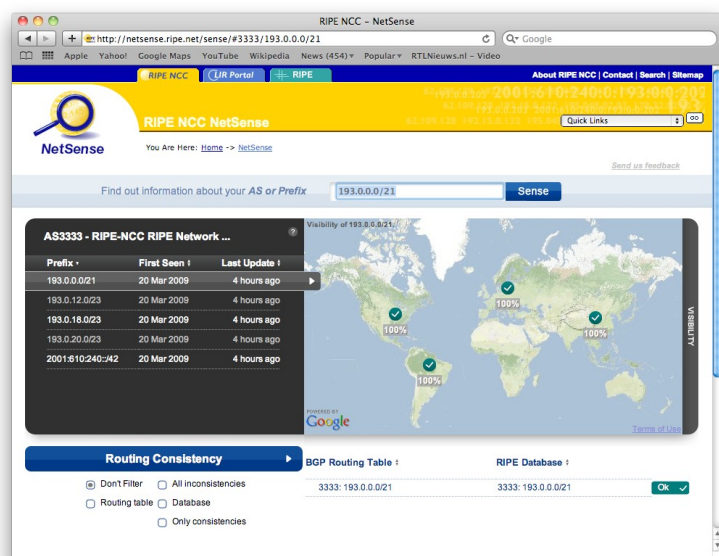 RIPE NCC – NetSense
http://netsense.ripe.net/sense/#3333/193.0.0.0/21
Google
Apple Yahoo! Google Maps YouTube Wikipedia News (454) Popular RTLNieuws.nl – Video
RIPE NCC LIR Portal RIPE
About RIPE NCC | Contact | Search | Sitemap
RIPE NCC NetSense
Quick Links
GO
NetSense
You Are Here: Home -> NetSense
Send us feedback
Find out information about your AS or Prefix
193.0.0.0/21
Sense
AS3333 - RIPE-NCC RIPE Network ...
?
Visibility of 193.0.0.0/21
Prefix First Seen Last Update
193.0.0.0/21 20 Mar 2009 4 hours ago
193.0.12.0/23 20 Mar 2009 4 hours ago
193.0.18.0/23 20 Mar 2009 4 hours ago
193.0.20.0/23 20 Mar 2009 4 hours ago
2001:610:240::/42 20 Mar 2009 4 hours ago
100%
100%
100%
100%
VISIBILITY
POWERED BY
Google
Terms of Use
Routing Consistency
Don't Filter All inconsistencies
Routing table Database
Only consistencies
BGP Routing Table RIPE Database
3333: 193.0.0.0/21 3333: 193.0.0.0/21 Ok